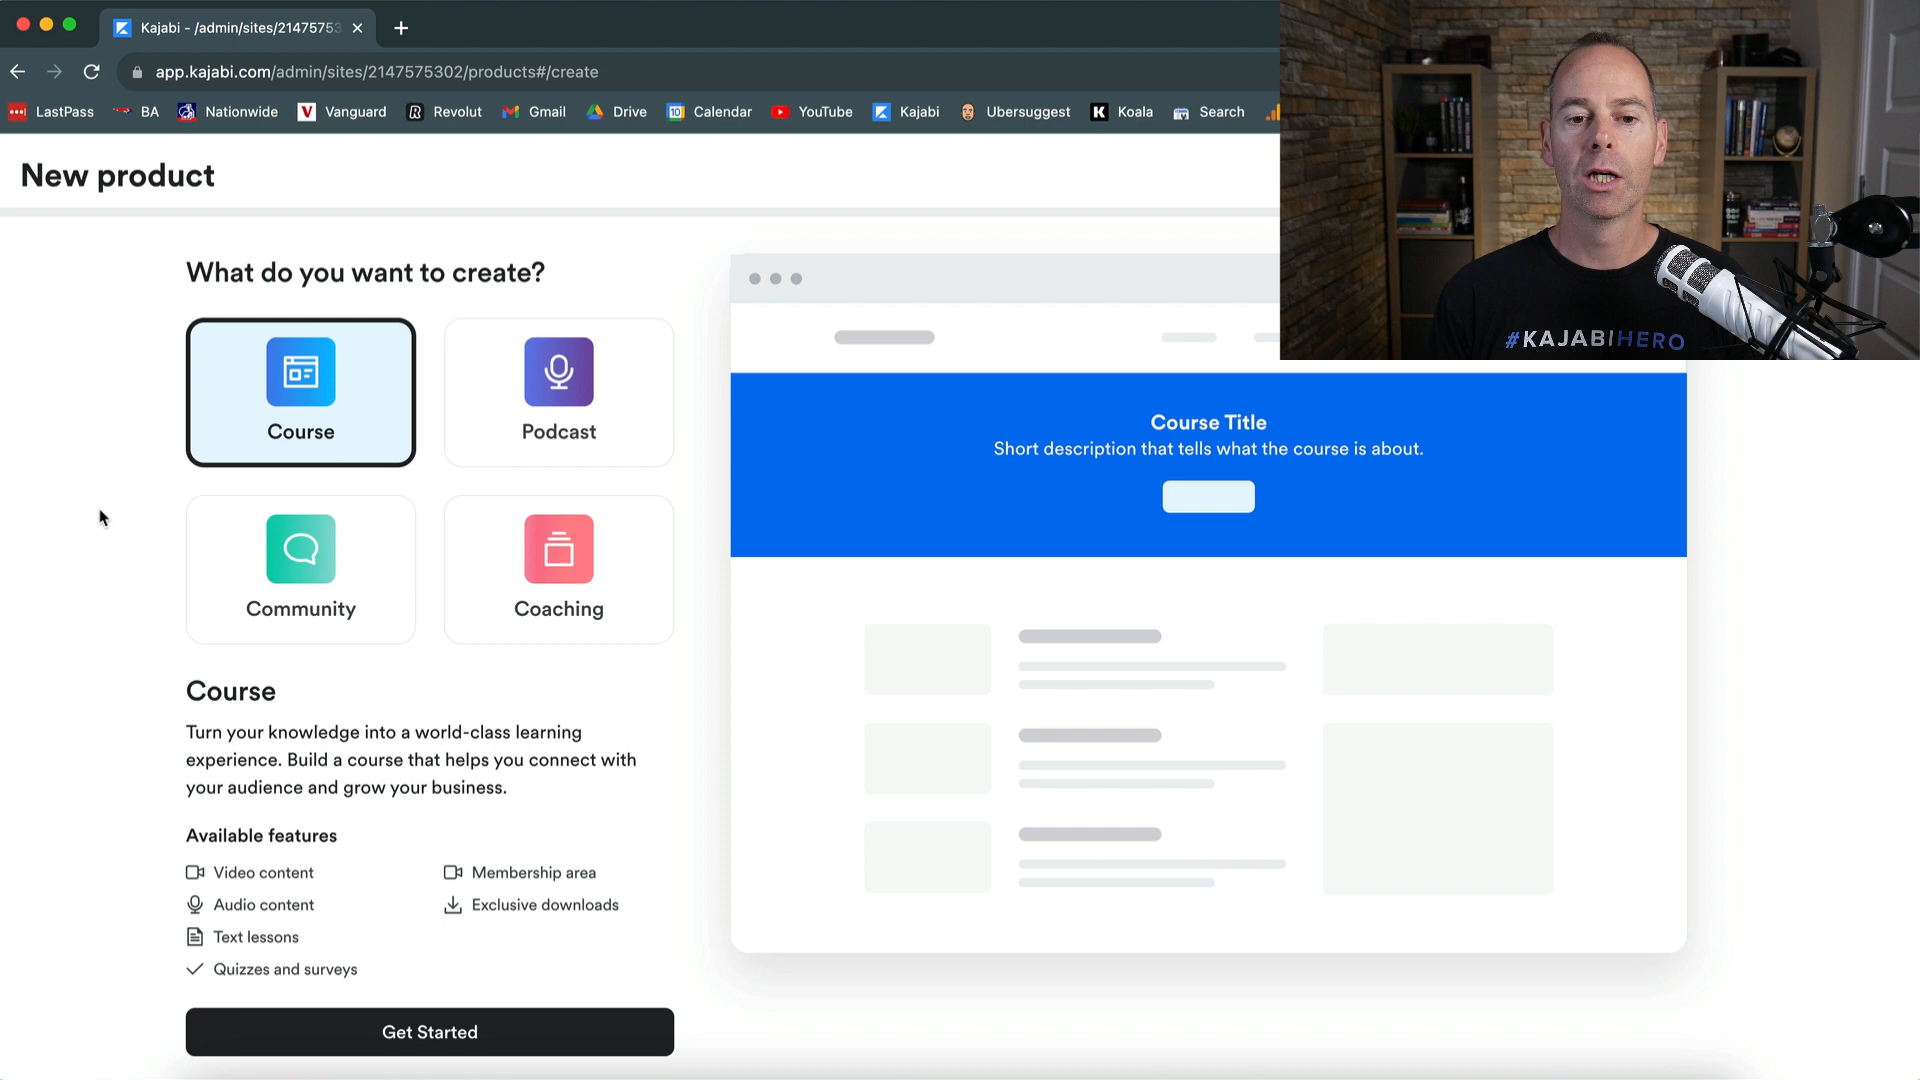 Kajabi - /admin/sites/21475753
app.kajabi.com/admin/sites/2147575302/products#/create
LastPass
BA
Nationwide
Vanguard
Revolut
Gmail
Drive
10
Calendar
YouTube
Kajabi
Ubersuggest
Koala
Search
New product
What do you want to create?
Course
Podcast
Community
Coaching
Course
Turn your knowledge into a world-class learning
experience. Build a course that helps you connect with
your audience and grow your business.
Available features
Video content
Membership area
Audio content
Exclusive downloads
Text lessons
Quizzes and surveys
Get Started
Course Title
Short description that tells what the course is about.
#KAJABIHERO